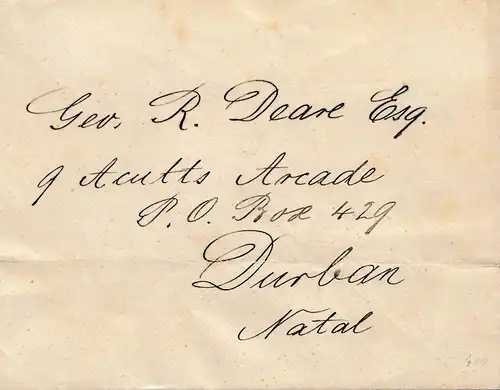 Geo. R. Deare Esq.
9 Acutts Arcade
P. O. Box 429
Durban
Natal